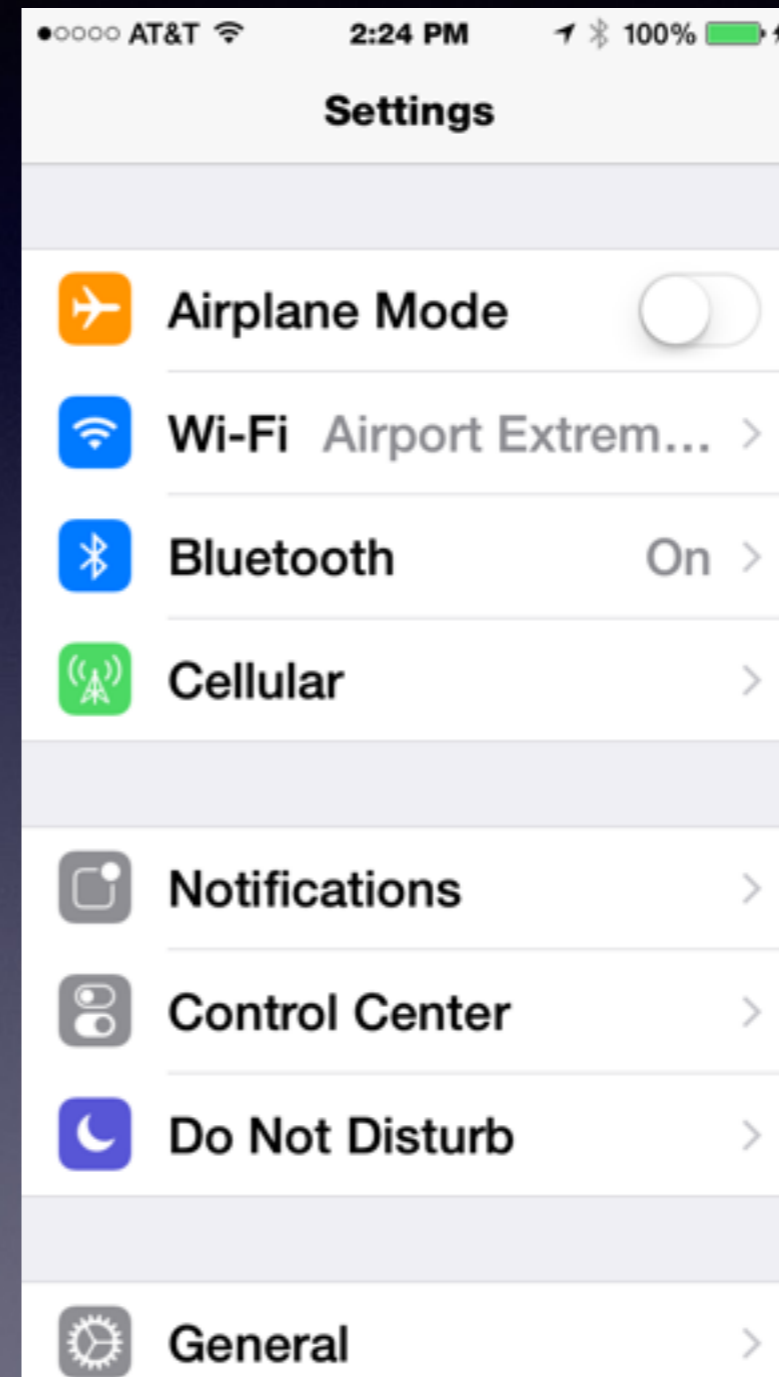 AT&T 2:24 PM 100%
Settings
Airplane Mode
Wi-Fi Airport Extrem...
Bluetooth On
Cellular
Notifications
Control Center
Do Not Disturb
General